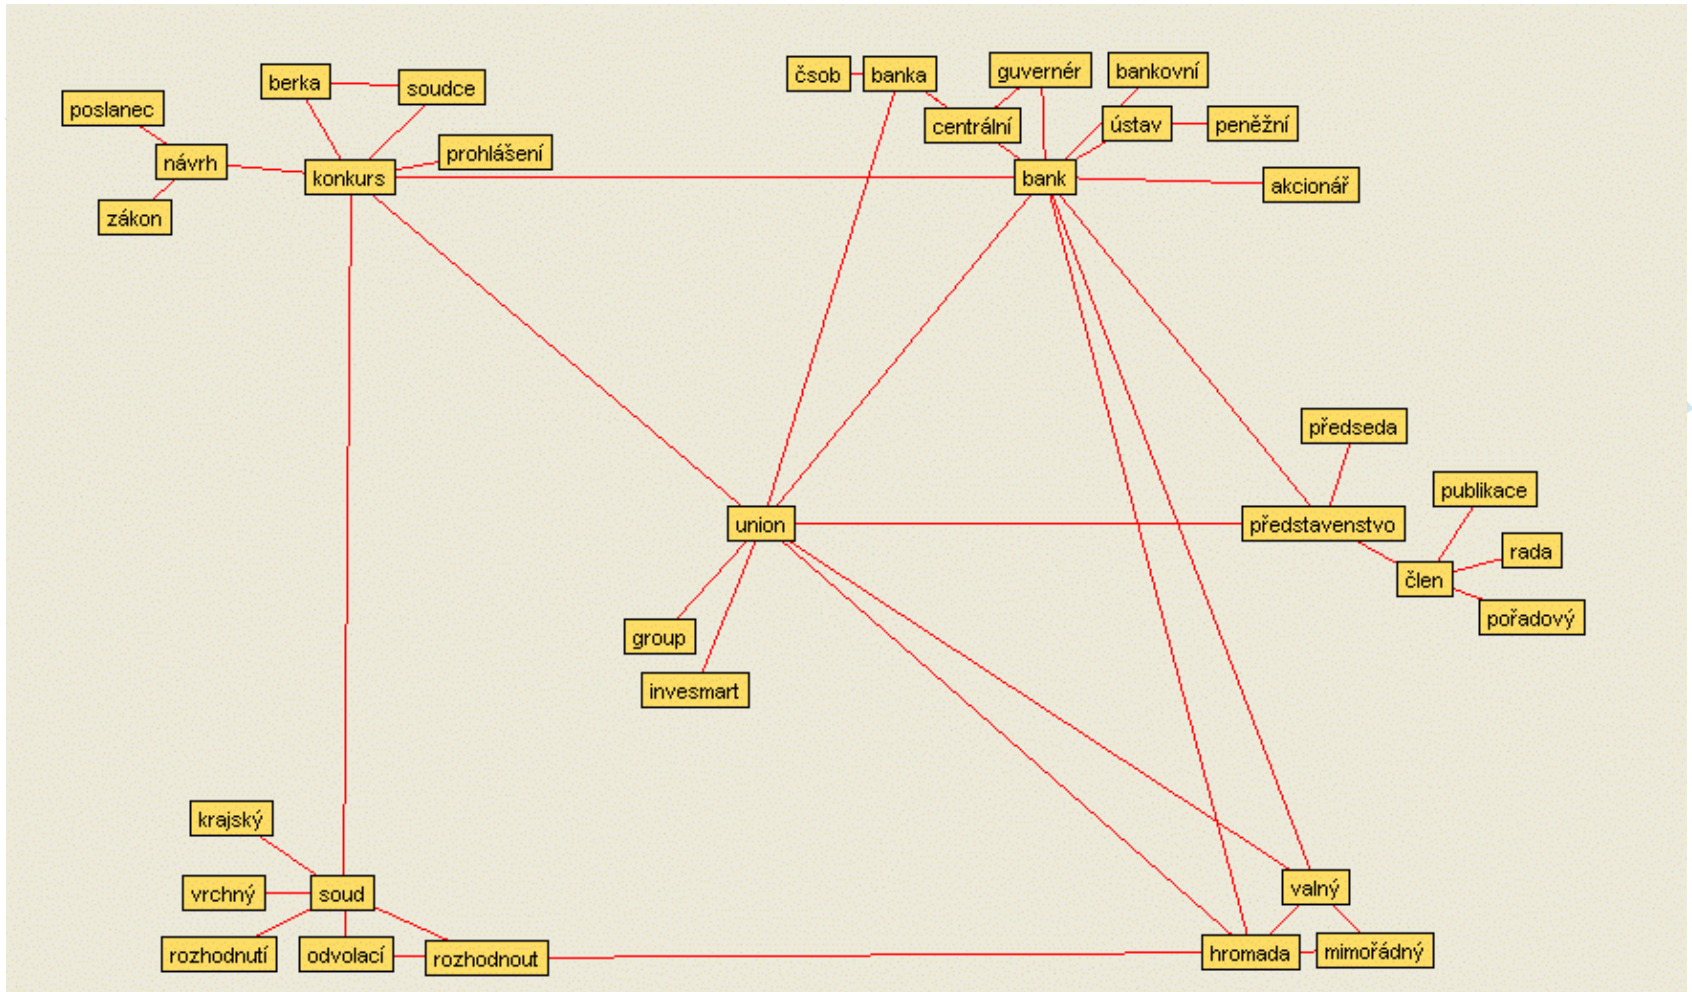 berka
soudce
čsob
banka
guvernér
bankovní
poslanec
centrální
ústav
peněžní
návrh
prohlášení
konkurs
bank
akcionář
zákon
předseda
publikace
union
představenstvo
rada
člen
pořadový
group
invesmart
krajský
vrchný
soud
valný
rozhodnutí
odvolací
rozhodnout
hromada
mimořádný